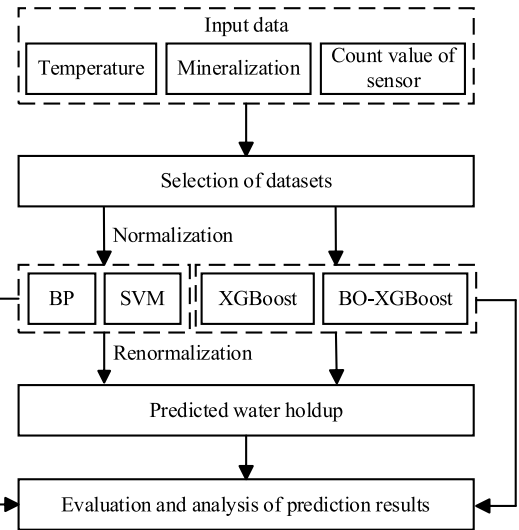 Input data
Temperature
Mineralization
Count value of
sensor
Selection of datasets
Normalization
BP
SVM
XGBoost
BO-XGBoost
Renormalization
Predicted water holdup
Evaluation and analysis of prediction results